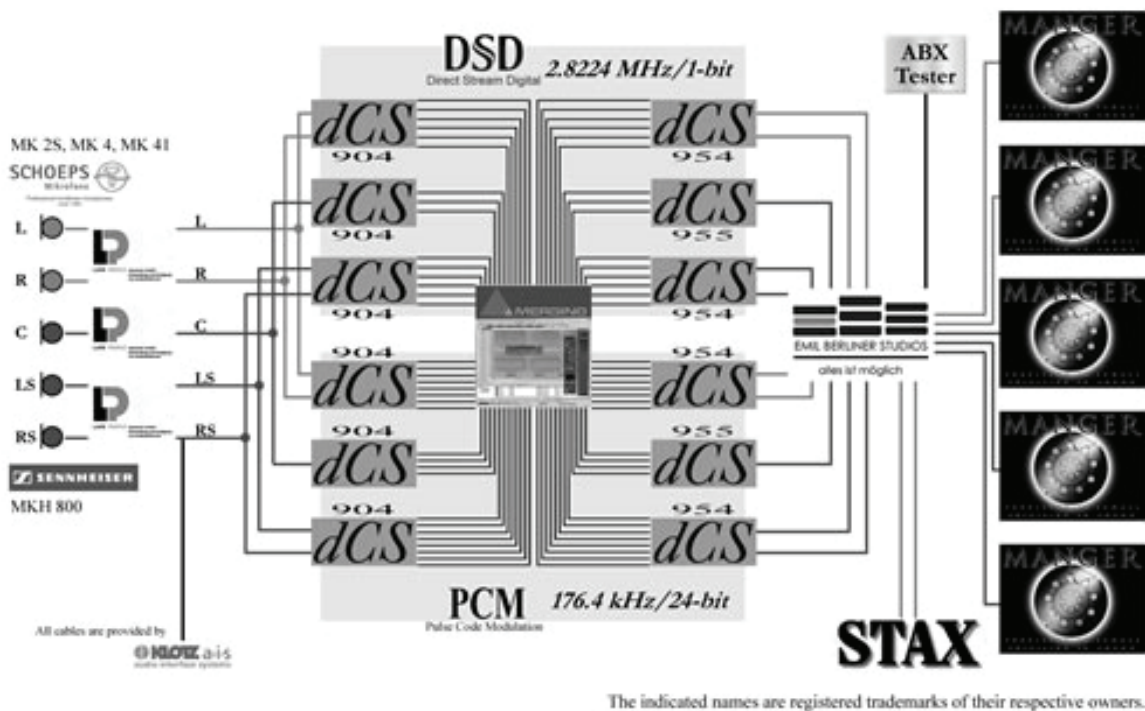 DSD
Direct Stream Digital
2.8224 MHz/1-bit
ABX
Tester
MANGER
MK 2S, MK 4, MK 41
SCHOEPS
Mikrofone
L
R
C
LS
RS
L
R
C
LS
RS
SENNHEISER
MKH 800
dCS
904
dCS
904
dCS
904
904
dCS
904
dCS
904
dCS
dCS
954
dCS
955
dCS
954
954
dCS
955
dCS
954
dCS
MERGING
EMIL BERLINER STUDIOS
alles ist möglich
MANGER
MANGER
MANGER
MANGER
PCM
Pulse Code Modulation
176.4 kHz/24-bit
STAX
All cables are provided by
KLOTZ a·i·s
audio interface systems
The indicated names are registered trademarks of their respective owners.